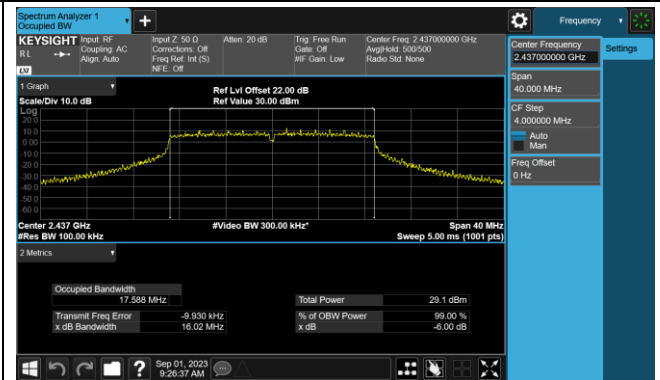 Spectrum Analyzer 1
Occupied BW
Frequency
KEYSIGHT
R L
LXI
Input: RF
Coupling: AC
Align: Auto
Input Z: 50 Ω
Corrections: Off
Freq Ref: Int (S)
NFE: Off
Atten: 20 dB
Trig: Free Run
Gate: Off
#IF Gain: Low
Center Freq: 2.437000000 GHz
Avg|Hold: 500/500
Radio Std: None
Center Frequency
2.437000000 GHz
Settings
Span
40.000 MHz
CF Step
4.000000 MHz
Auto
Man
Freq Offset
0 Hz
1 Graph
Scale/Div 10.0 dB
Ref Lvl Offset 22.00 dB
Ref Value 30.00 dBm
Log
20.0
10.0
0.00
-10.0
-20.0
-30.0
-40.0
-50.0
-60.0
Center 2.437 GHz
#Video BW 300.00 kHz*
Span 40 MHz
#Res BW 100.00 kHz
Sweep 5.00 ms (1001 pts)
2 Metrics
Occupied Bandwidth
17.588 MHz
Total Power
29.1 dBm
Transmit Freq Error
-9.930 kHz
% of OBW Power
99.00 %
x dB Bandwidth
16.02 MHz
x dB
-6.00 dB
?
Sep 01, 2023
9:26:37 AM